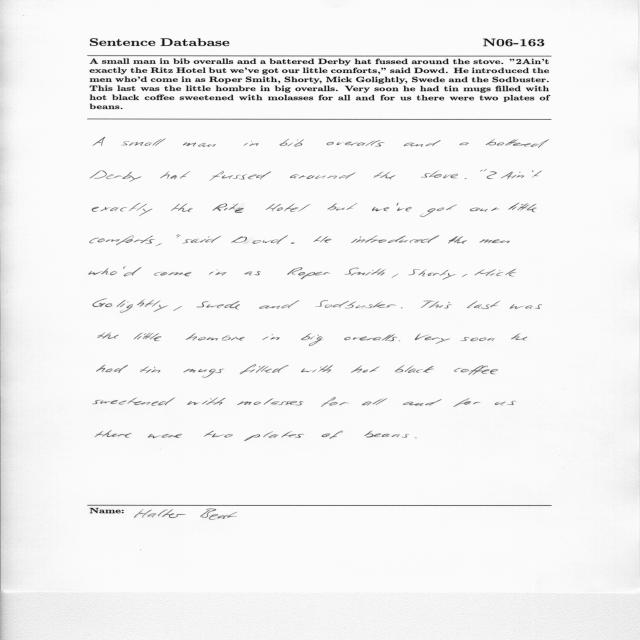 Sentence Database N06-163
A small man in bib overalls and a battered Derby hat fussed around the stove. "2Ain't
exactly the Ritz Hotel but we've got our little comforts," said Dowd. He introduced the
men who'd come in as Roper Smith, Shorty, Mick Golightly, Swede and the Sodbuster.
This last was the little hombre in big overalls. Very soon he had tin mugs filled with
hot black coffee sweetened with molasses for all and for us there were two plates of
beans.
A small man in bib overalls and a battered
Derby hat fussed around the stove. "2 Ain't
exactly the Ritz Hotel but we've got our little
comforts," said Dowd. He introduced the men
who'd come in as Roper Smith, Shorty, Mick
Golightly, Swede and Sodbuster. This last was
the little hombre in big overalls. Very soon he
had tin mugs filled with hot black coffee
sweetened with molasses for all and for us
there were two plates of beans.
Name: Halter Beat